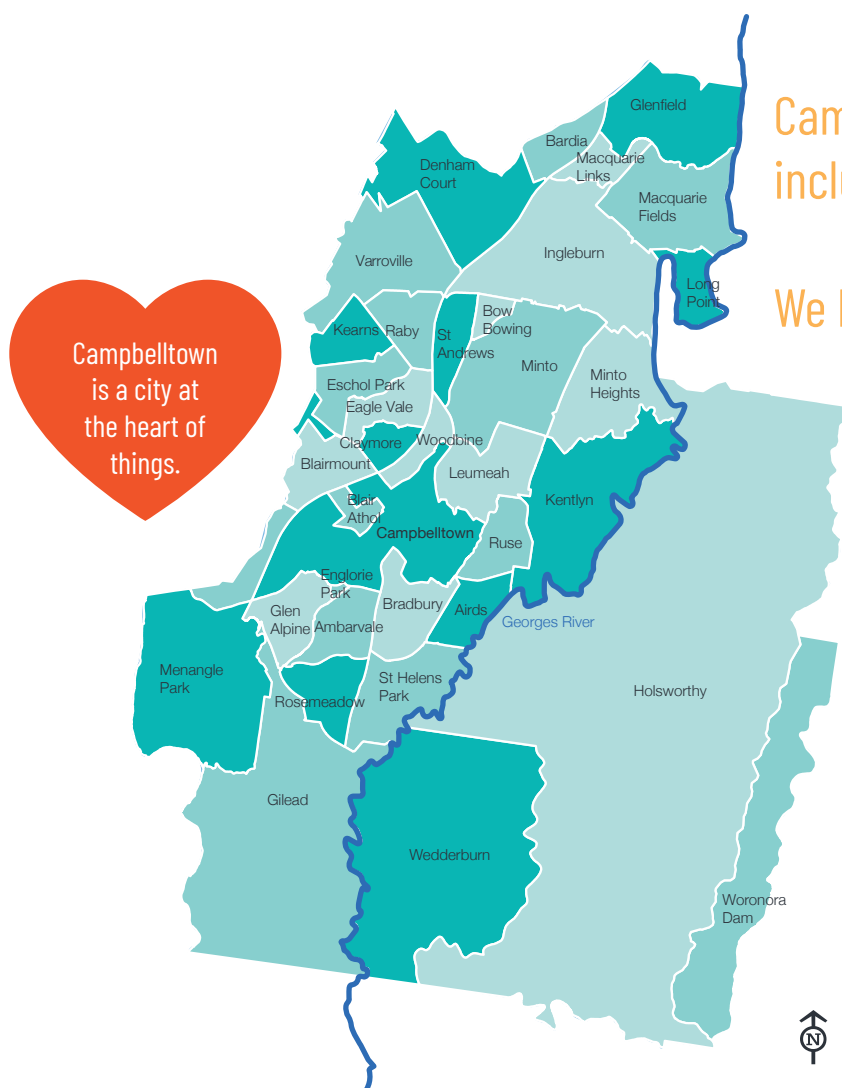 Glenfield
Bardia
Macquarie
Links
Denham
Court
Macquarie
Fields
Ingleburn
Varroville
Long
Point
Kearns
Raby
St
Andrews
Bow
Bowing
Minto
Minto
Heights
Eschol Park
Eagle Vale
Claymore
Woodbine
Blairmount
Leumeah
Kentlyn
Blair
Athol
Campbelltown
Ruse
Englorie
Park
Glen
Alpine
Ambarvale
Bradbury
Airds
Georges River
Menangle
Park
Rosemeadow
St Helens
Park
Holsworthy
Gilead
Wedderburn
Woronora
Dam
Campbelltown
is a city at
the heart of
things.
We
N